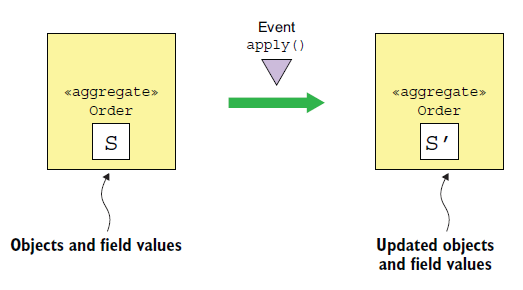 Event
apply()
«aggregate»
Order
S
«aggregate»
Order
S′
Objects and field values
Updated objects
and field values